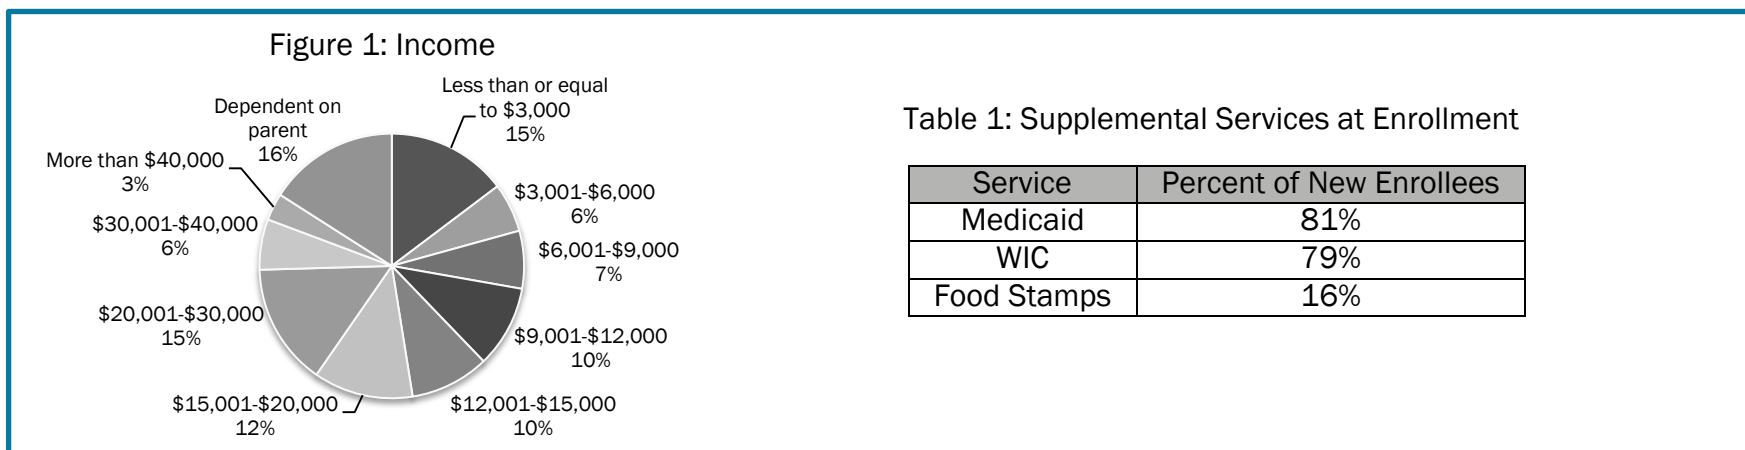 Figure 1: Income
Less than or equal
to $3,000
15%
$3,001-$6,000
6%
$6,001-$9,000
7%
$9,001-$12,000
10%
$12,001-$15,000
10%
$15,001-$20,000
12%
$20,001-$30,000
15%
$30,001-$40,000
6%
More than $40,000
3%
Dependent on
parent
16%
Table 1: Supplemental Services at Enrollment
Service Percent of New Enrollees
Medicaid 81%
WIC 79%
Food Stamps 16%